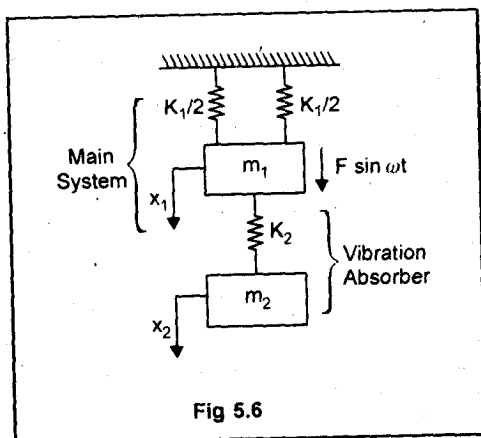 K₁/2 K₁/2
Main
System
m₁
F sin ωt
x₁
K₂
Vibration
Absorber
m₂
x₂
Fig 5.6